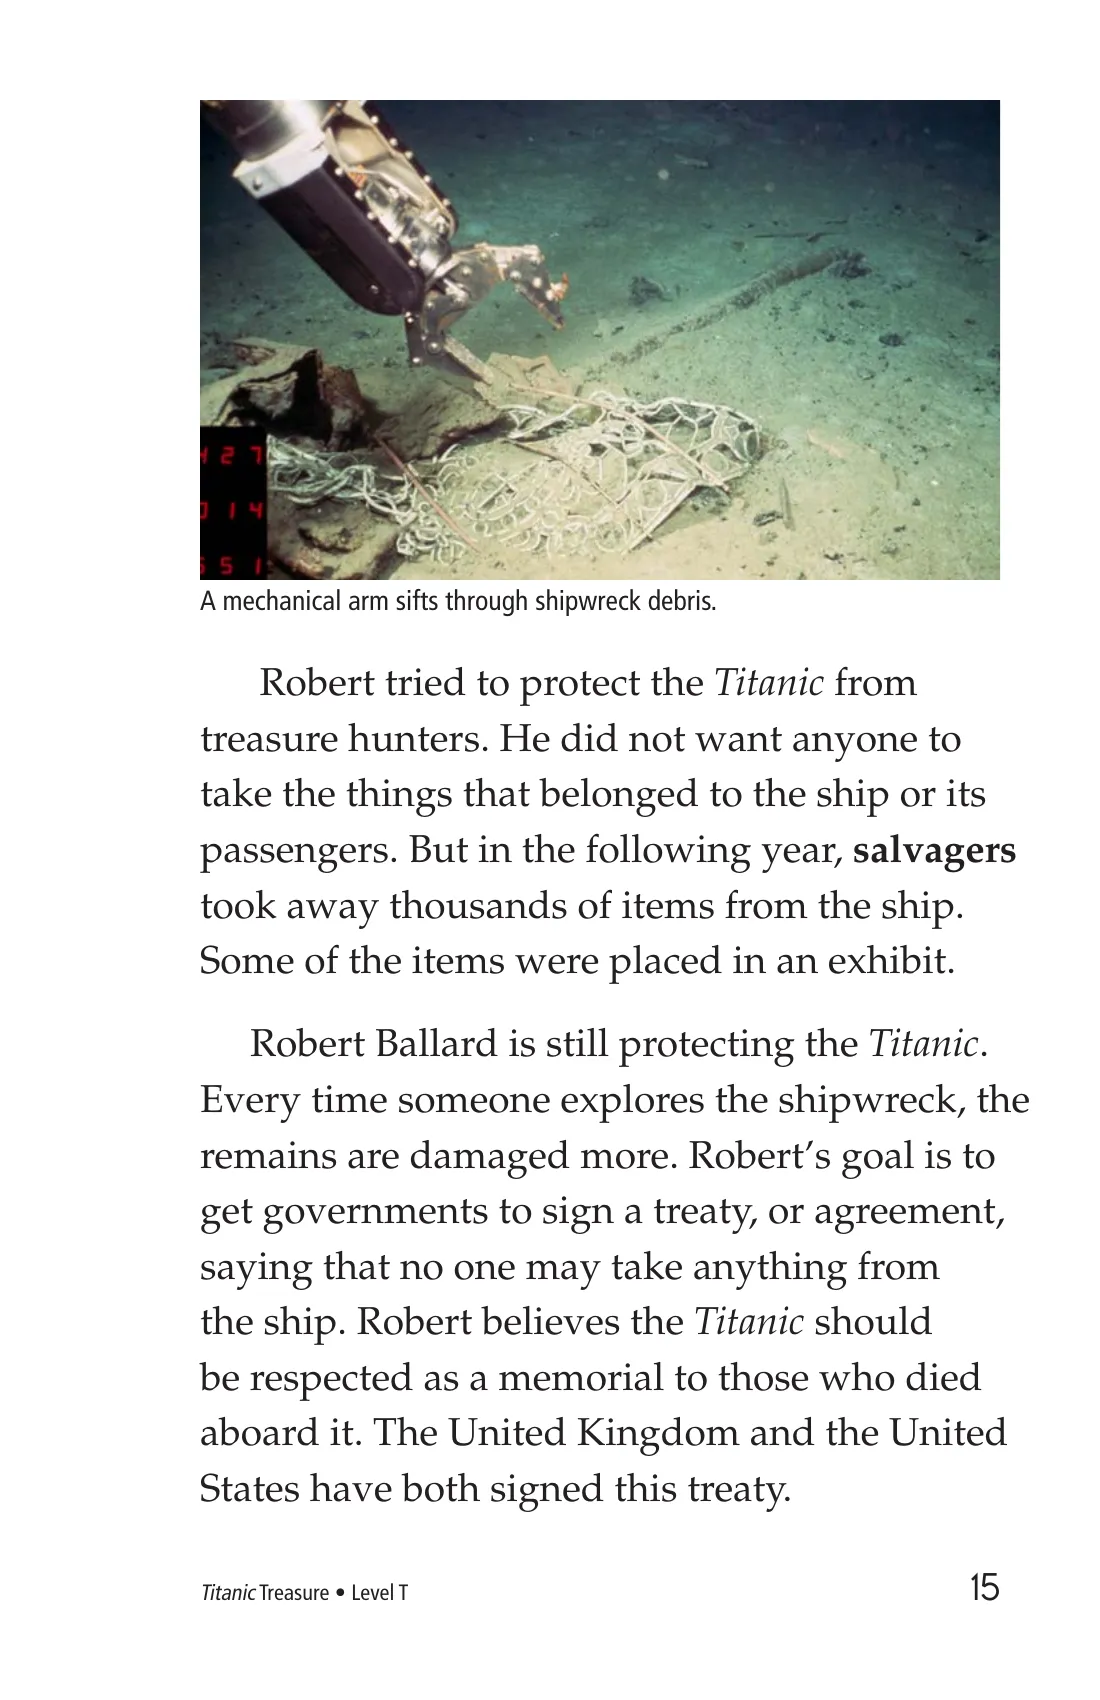 427
014
551
A mechanical arm sifts through shipwreck debris.
Robert tried to protect the Titanic from
treasure hunters. He did not want anyone to
take the things that belonged to the ship or its
passengers. But in the following year, salvagers
took away thousands of items from the ship.
Some of the items were placed in an exhibit.
Robert Ballard is still protecting the Titanic.
Every time someone explores the shipwreck, the
remains are damaged more. Robert’s goal is to
get governments to sign a treaty, or agreement,
saying that no one may take anything from
the ship. Robert believes the Titanic should
be respected as a memorial to those who died
aboard it. The United Kingdom and the United
States have both signed this treaty.
Titanic Treasure • Level T
15